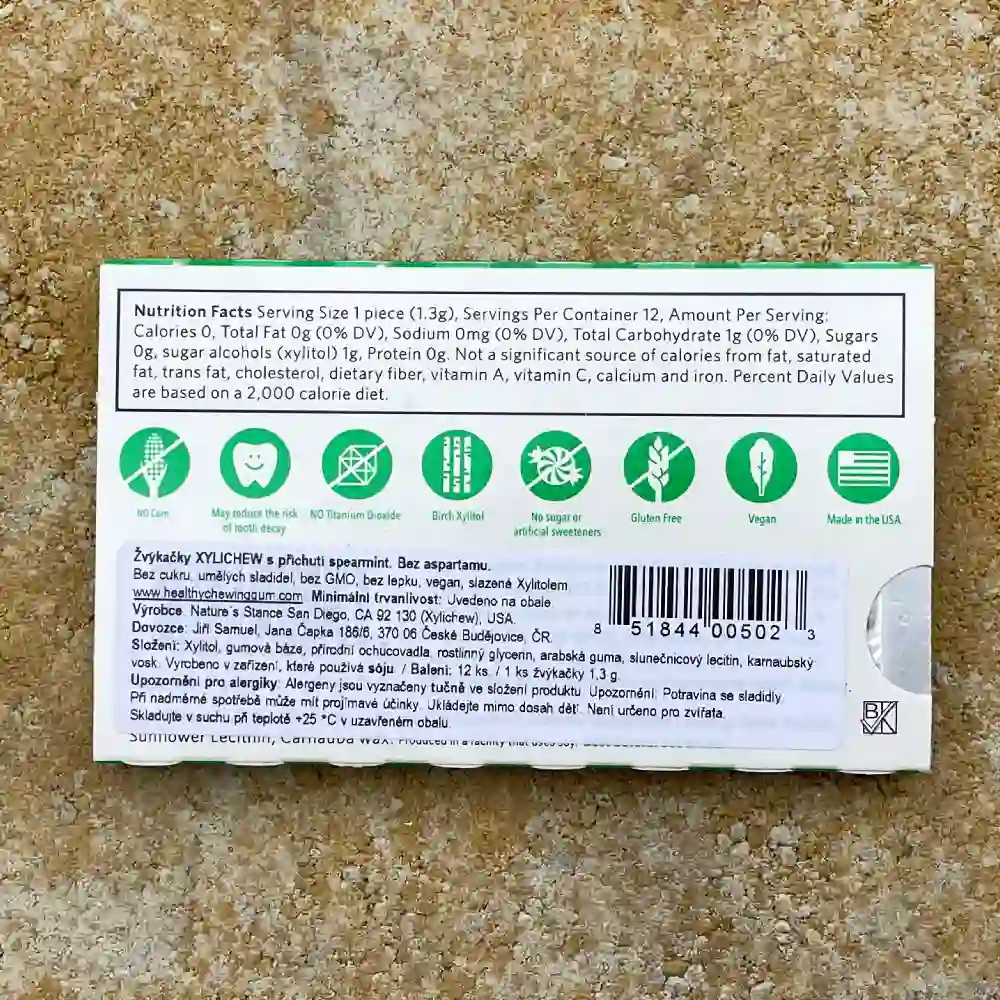 Nutrition Facts Serving Size 1 piece (1.3g), Servings Per Container 12, Amount Per Serving:
Calories 0, Total Fat 0g (0% DV), Sodium 0mg (0% DV), Total Carbohydrate 1g (0% DV), Sugars
0g, sugar alcohols (xylitol) 1g, Protein 0g. Not a significant source of calories from fat, saturated
fat, trans fat, cholesterol, dietary fiber, vitamin A, vitamin C, calcium and iron. Percent Daily Values
are based on a 2,000 calorie diet.
NO Corn
May reduce the risk
of tooth decay
NO Titanium Dioxide
Birch Xylitol
No sugar or
artificial sweeteners
Gluten Free
Vegan
Made in the USA
Žvýkačky XYLICHEW s příchutí spearmint. Bez aspartamu.
Bez cukru, umělých sladidel, bez GMO, bez lepku, vegan, slazené Xylitolem
www.healthychewinggum.com Minimální trvanlivost: Uvedeno na obale
Výrobce: Nature's Stance San Diego, CA 92 130 (Xylichew), USA.
Dovozce: Jiří Samuel, Jana Čapka 186/6, 370 06 České Budějovice, ČR.
8 51844 00502 3
Složení: Xylitol, gumová báze, přírodní ochucovadla, rostlinný glycerin, arabská guma, slunečnicový lecitin, karnaubský
vosk. Vyrobeno v zařízení, které používá sóju / Balení: 12 ks / 1 ks žvýkačky 1,3 g
Upozornění pro alergiky: Alergeny jsou vyznačeny tučně ve složení produktu Upozornění: Potravina se sladidly.
Při nadměrné spotřebě může mít projímavé účinky. Ukládejte mimo dosah dětí. Není určeno pro zvířata.
Skladujte v suchu při teplotě +25 °C v uzavřeném obalu.
BK
Sunflower Lecithin, Carnauba Wax. Produced in a facility that uses soy.